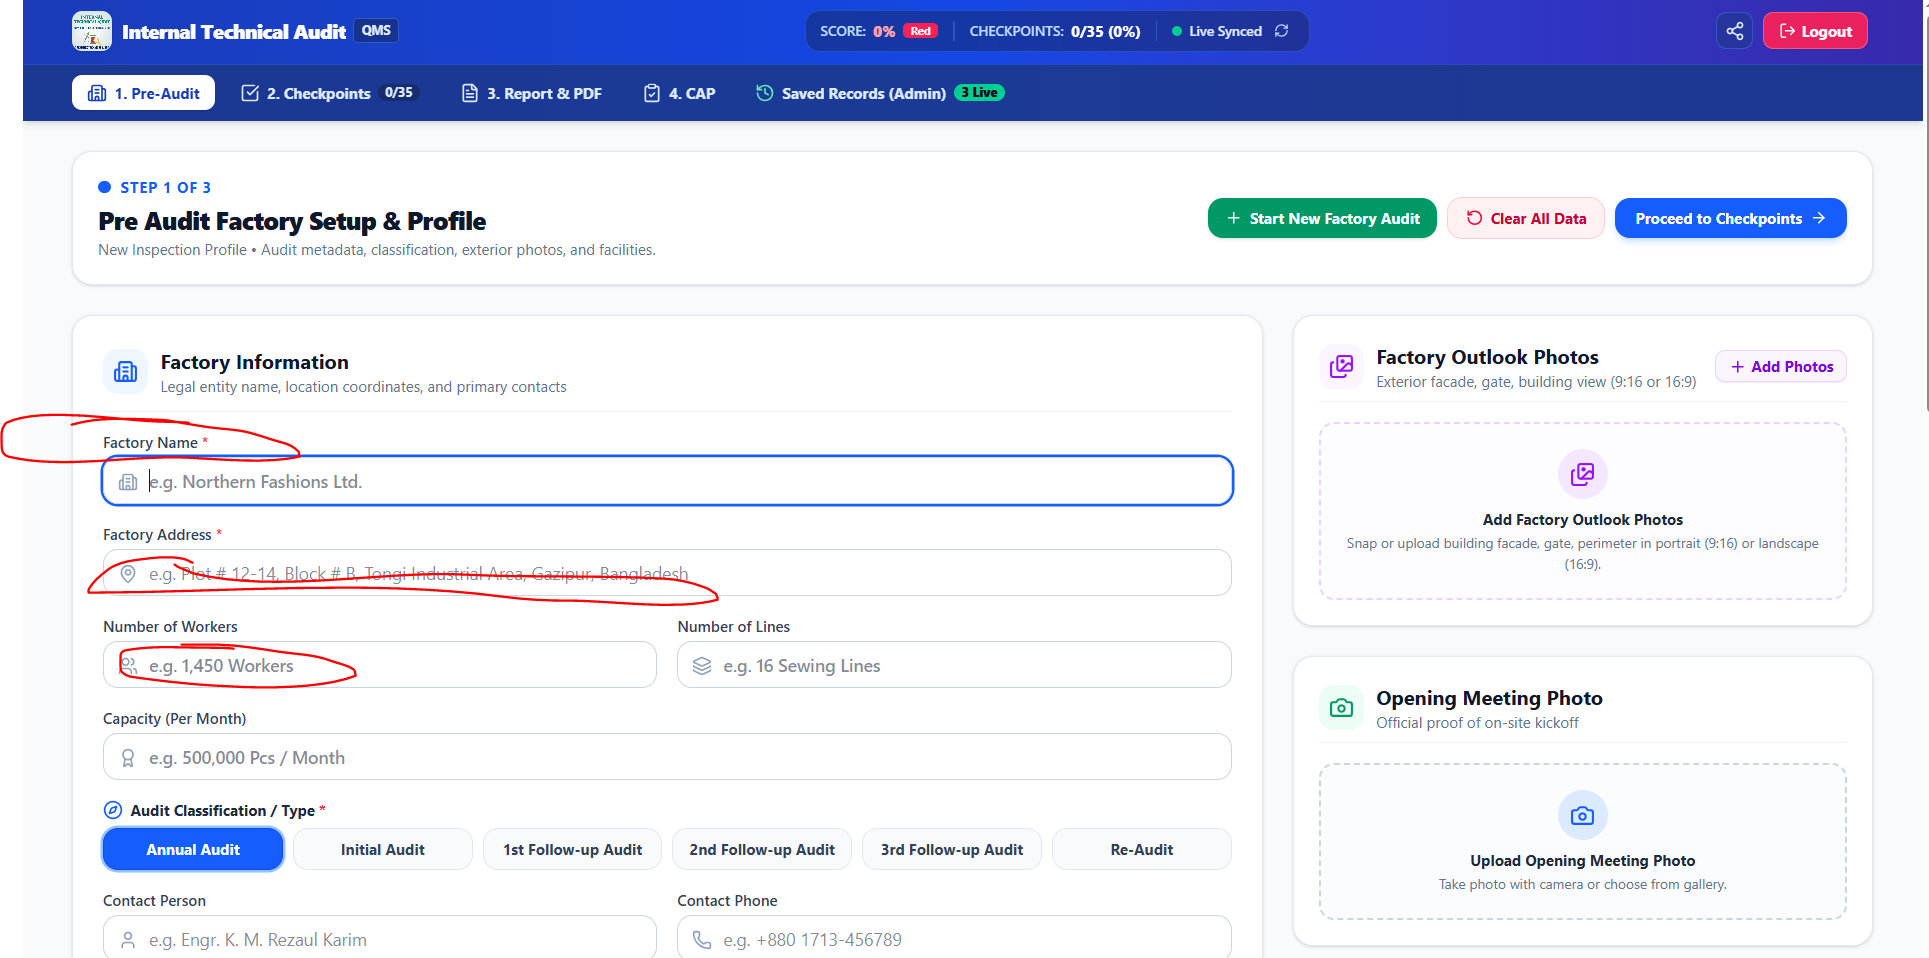 Internal Technical Audit QMS
SCORE: 0% Red CHECKPOINTS: 0/35 (0%) Live Synced
Logout
1. Pre-Audit 2. Checkpoints 0/35 3. Report & PDF 4. CAP Saved Records (Admin) 3 Live
STEP 1 OF 3
Pre Audit Factory Setup & Profile
New Inspection Profile • Audit metadata, classification, exterior photos, and facilities.
+ Start New Factory Audit Clear All Data Proceed to Checkpoints →
Factory Information
Legal entity name, location coordinates, and primary contacts
Factory Name *
e.g. Northern Fashions Ltd.
Factory Address *
e.g. Plot # 12-14, Block # B, Tongi Industrial Area, Gazipur, Bangladesh
Number of Workers Number of Lines
e.g. 1,450 Workers e.g. 16 Sewing Lines
Capacity (Per Month)
e.g. 500,000 Pcs / Month
Audit Classification / Type *
Annual Audit Initial Audit 1st Follow-up Audit 2nd Follow-up Audit 3rd Follow-up Audit Re-Audit
Contact Person Contact Phone
e.g. Engr. K. M. Rezaul Karim e.g. +880 1713-456789
Factory Outlook Photos
Exterior facade, gate, building view (9:16 or 16:9)
+ Add Photos
Add Factory Outlook Photos
Snap or upload building facade, gate, perimeter in portrait (9:16) or landscape
(16:9).
Opening Meeting Photo
Official proof of on-site kickoff
Upload Opening Meeting Photo
Take photo with camera or choose from gallery.